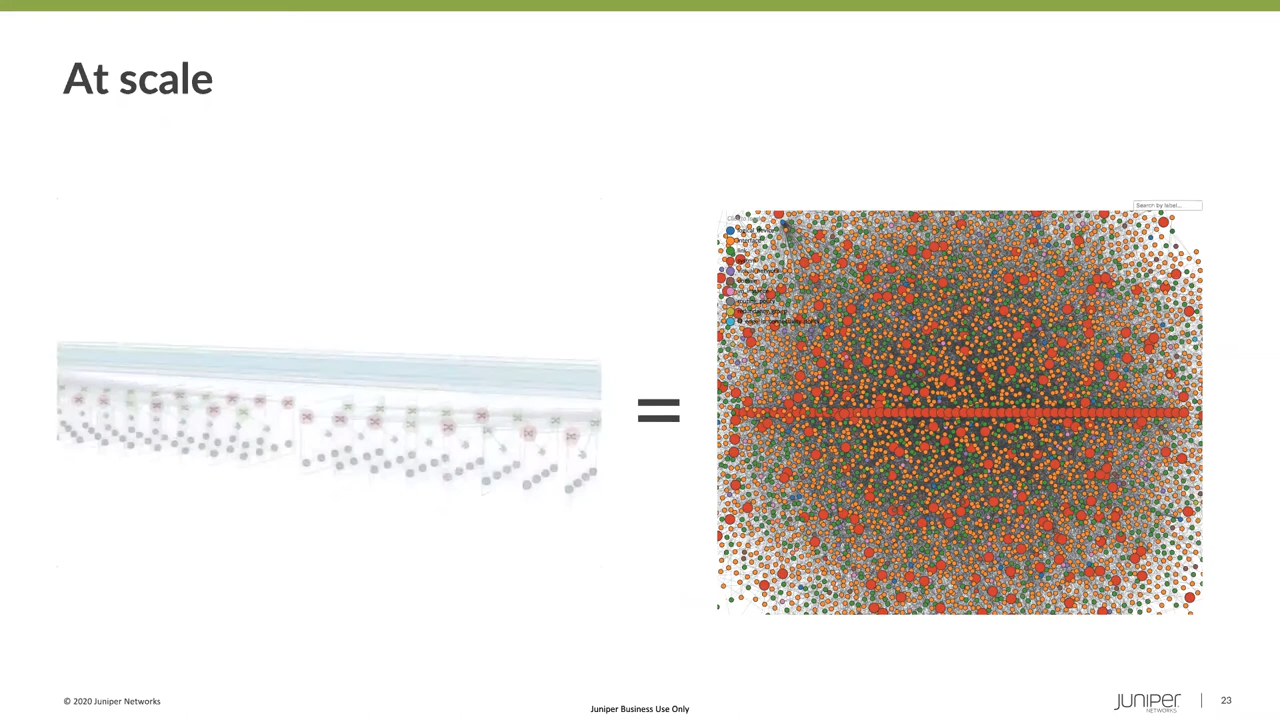 At scale
Search by label...
=
© 2020 Juniper Networks
Juniper Business Use Only
JUNIPER
NETWORKS
23